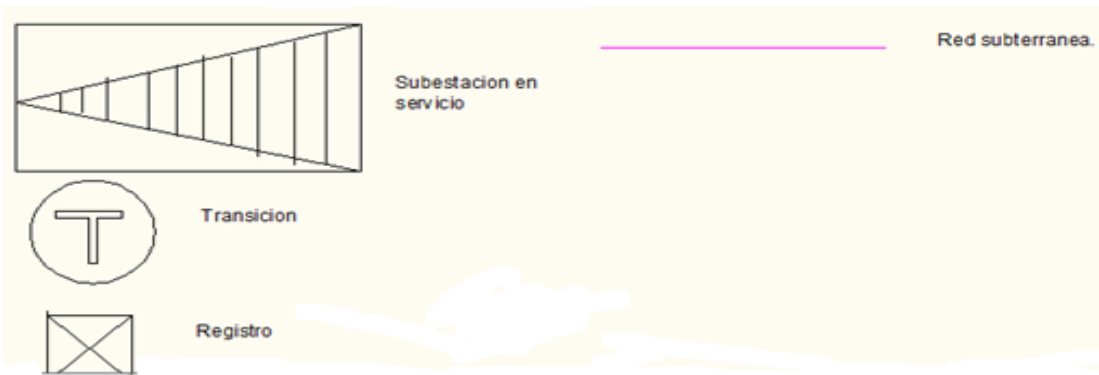 Red subterranea.
Subestacion en
servicio
T
Transicion
Registro